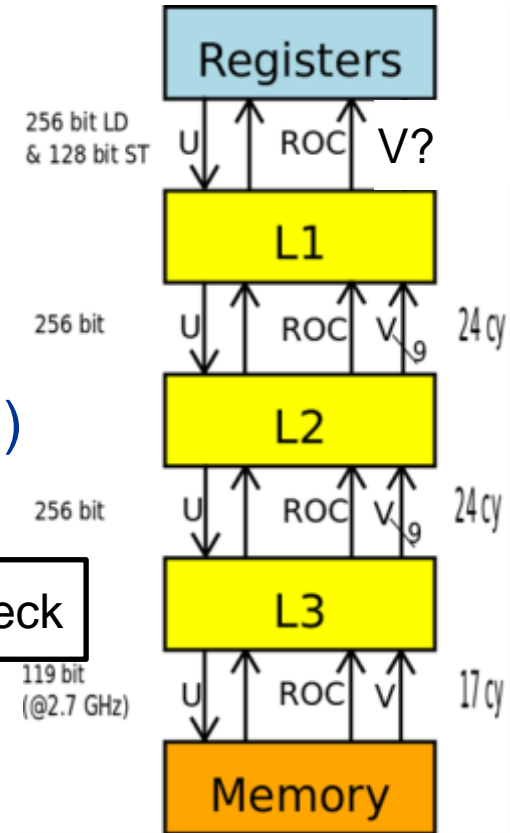 Registers
256 bit LD
& 128 bit ST
U ROC V?
L1
256 bit U ROC V 9 24 cy
L2
)
256 bit U ROC V 9 24 cy
L3
eck
119 bit
(@2.7 GHz)
U ROC V 17 cy
Memory